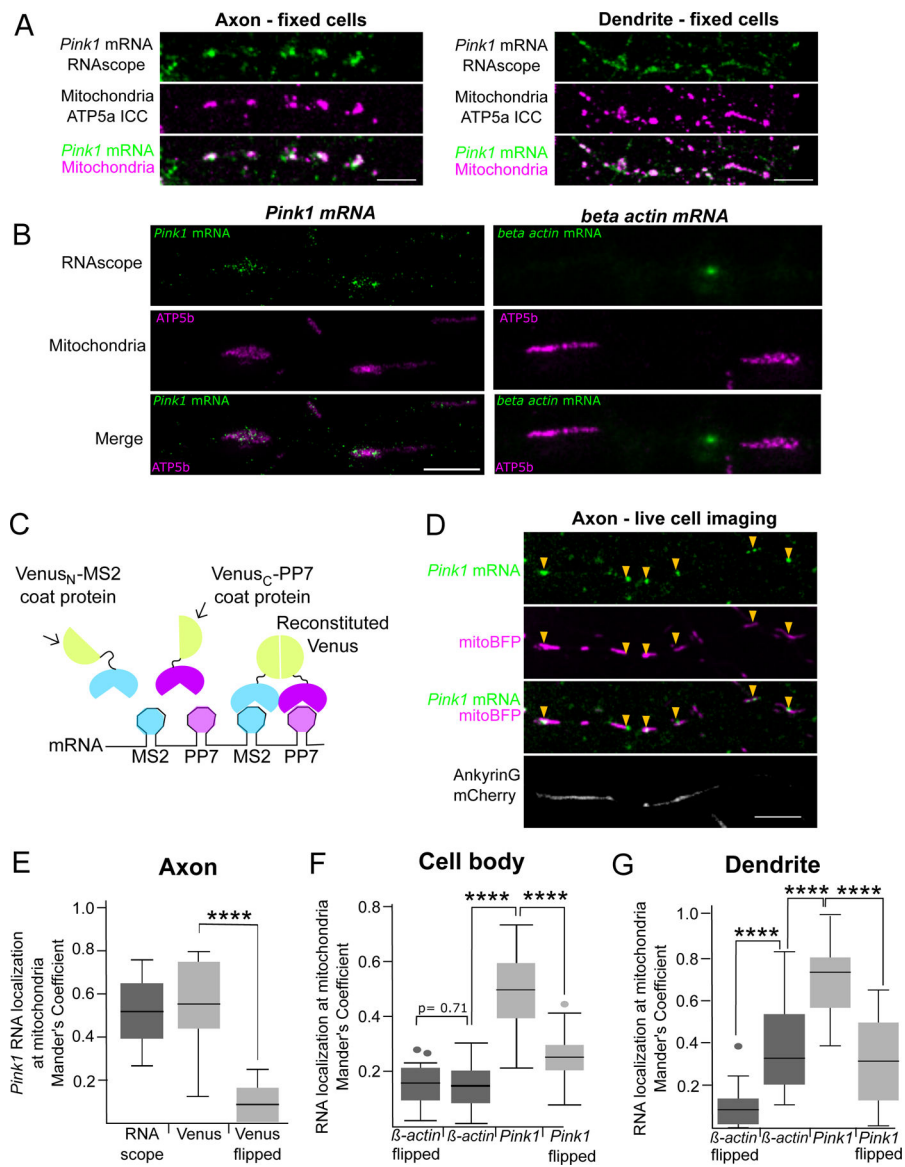 A
Axon - fixed cells
Dendrite - fixed cells
Pink1 mRNA
RNAscope
Mitochondria
ATP5a ICC
Pink1 mRNA
Mitochondria
Pink1 mRNA
RNAscope
Mitochondria
ATP5a ICC
Pink1 mRNA
Mitochondria
B
Pink1 mRNA
beta actin mRNA
RNAscope
Pink1 mRNA
beta actin mRNA
Mitochondria
ATP5b
ATP5b
Merge
Pink1 mRNA
ATP5b
beta actin mRNA
ATP5b
C
VenusN-MS2
coat protein
VenusC-PP7
coat protein
Reconstituted
Venus
mRNA
MS2
PP7
MS2
PP7
D
Axon - live cell imaging
Pink1 mRNA
mitoBFP
Pink1 mRNA
mitoBFP
AnkyrinG
mCherry
E
Axon
Pink1 RNA localization
at mitochondria
Mander's Coefficient
1.0
0.8
0.6
0.4
0.2
****
RNA
scope
Venus
Venus
flipped
F
Cell body
RNA localization at mitochondria
Mander's Coefficient
0.8
0.6
0.4
0.2
p= 0.71
****
****
ß-actin
flipped
ß-actin
Pink1
Pink1
flipped
G
Dendrite
RNA localization at mitochondria
Mander's Coefficient
1.0
0.8
0.6
0.4
0.2
****
****
****
ß-actin
flipped
ß-actin
Pink1
Pink1
flipped